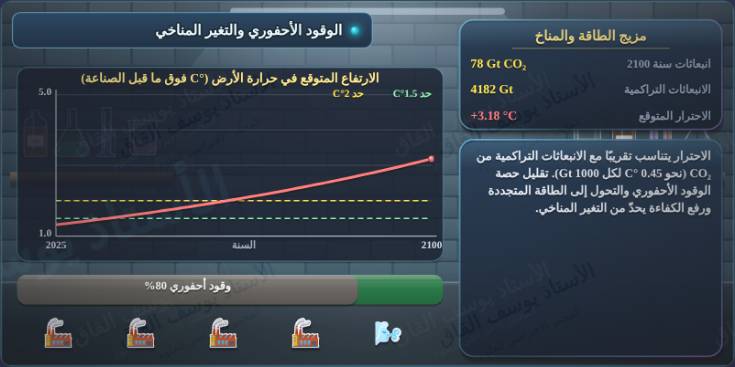 الوقود الأحفوري والتغير المناخي
مزيج الطاقة والمناخ
انبعاثات سنة 2100
78 Gt CO₂
الانبعاثات التراكمية
4182 Gt
الاحترار المتوقع
+3.18 °C
الارتفاع المتوقع في حرارة الأرض (°C فوق ما قبل الصناعة)
حد 1.5°C
حد 2°C
5.0
1.0
2025
السنة
2100
الاحترار يتناسب تقريبًا مع الانبعاثات التراكمية من
CO₂ (نحو 0.45 °C لكل 1000 Gt). تقليل حصة
الوقود الأحفوري والتحول إلى الطاقة المتجددة
ورفع الكفاءة يحدّ من التغير المناخي.
وقود أحفوري 80%